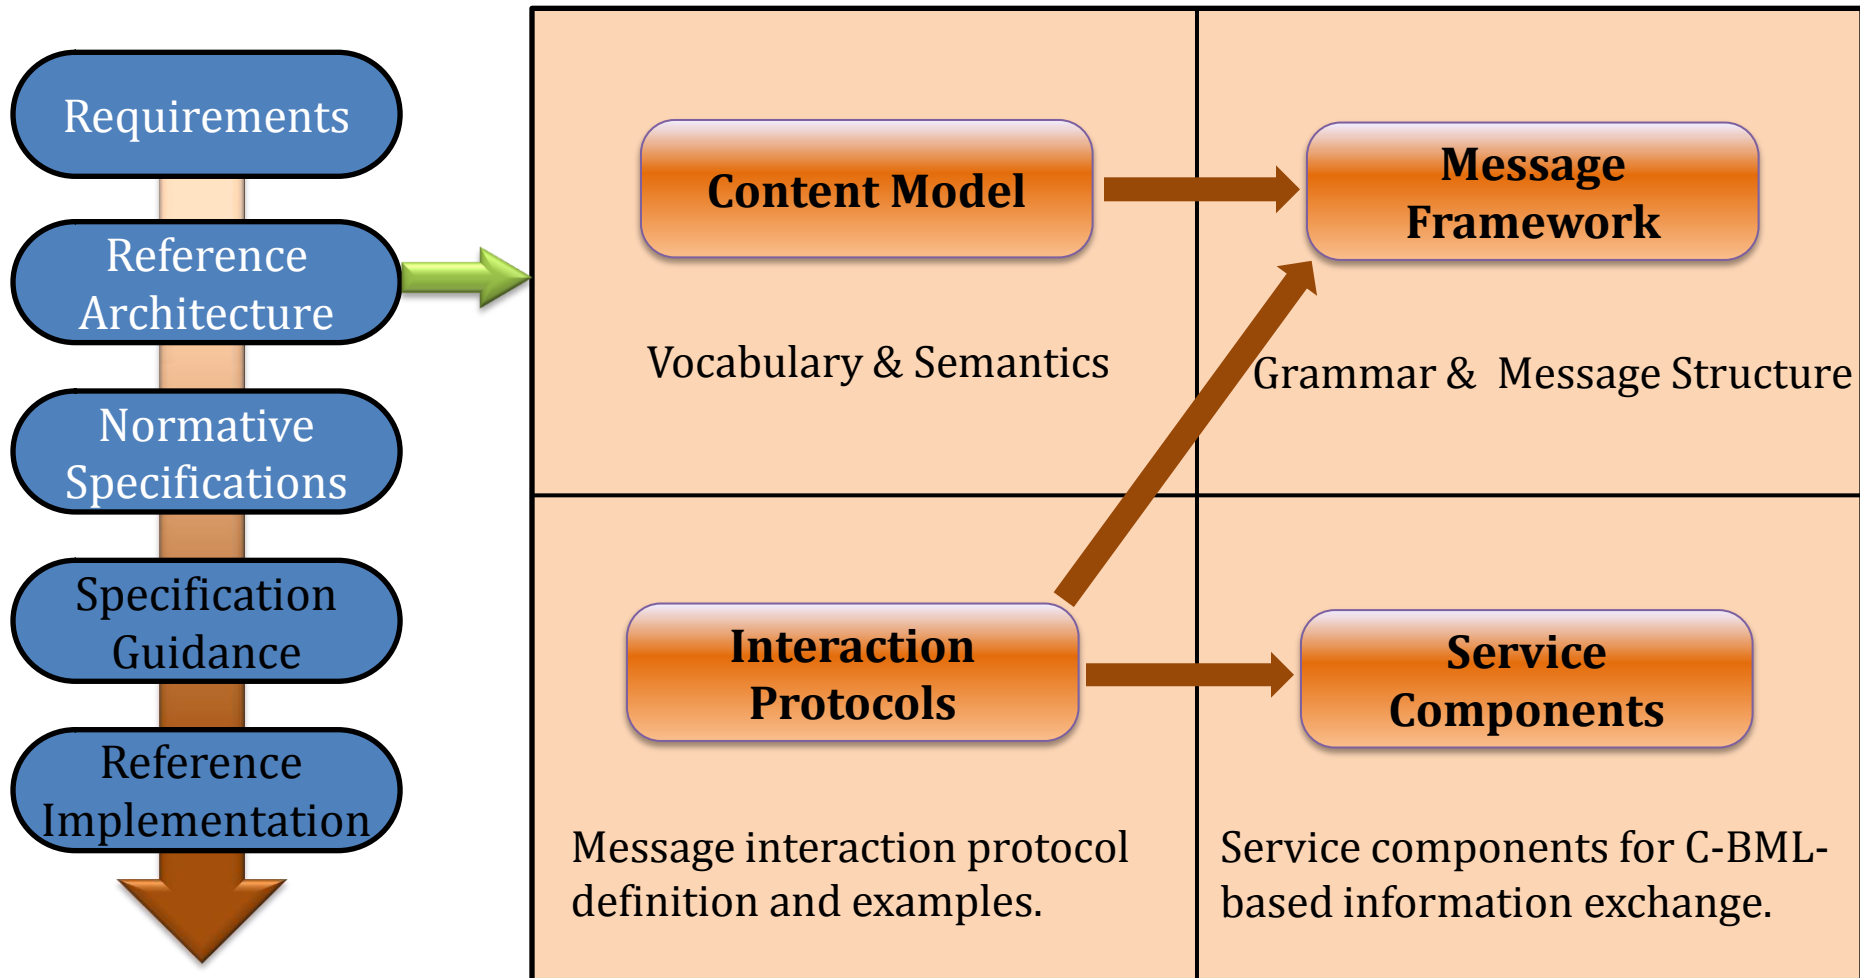 Requirements
Reference
Architecture
Normative
Specifications
Specification
Guidance
Reference
Implementation
Content Model
Vocabulary & Semantics
Message
Framework
Grammar & Message Structure
Interaction
Protocols
Message interaction protocol
definition and examples.
Service
Components
Service components for C-BML-
based information exchange.